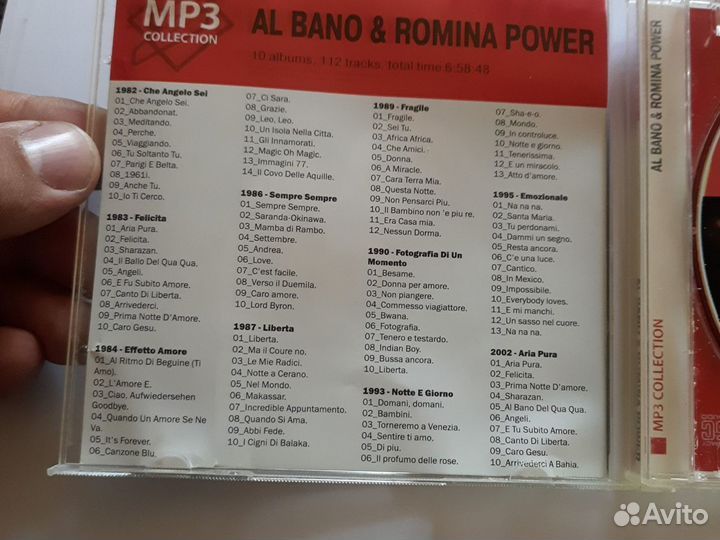 MP3
COLLECTION
AL BANO & ROMINA POWER
10 albums, 112 tracks, total time 6:58:48
1982 - Che Angelo Sei
01_Che Angelo Sei.
02_Abbandonat.
03_Meditando.
04_Perche.
05_Viaggiando.
06_Tu Soltanto Tu.
07_Parigi E Belta.
08_1961i.
09_Anche Tu.
10_Io Ti Cerco.
1983 - Felicita
01_Aria Pura.
02_Felicita.
03_Sharazan.
04_Il Ballo Del Qua Qua.
05_Angeli.
06_E Fu Subito Amore.
07_Canto Di Liberta.
08_Arrivederci.
09_Prima Notte D'Amore.
10_Caro Gesu.
1984 - Effetto Amore
01_Al Ritmo Di Beguine (Ti
Amo).
02_L'Amore E.
03_Ciao, Aufwiedersehen
Goodbye.
04_Quando Un Amore Se Ne
Va.
05_It's Forever.
06_Canzone Blu.
07_Ci Sara.
08_Grazie.
09_Leo, Leo.
10_Un Isola Nella Citta.
11_Gli Innamorati.
12_Magic Oh Magic.
13_Immagini 77.
14_Il Covo Delle Aquille.
1986 - Sempre Sempre
01_Sempre Sempre.
02_Saranda-Okinawa.
03_Mamba di Rambo.
04_Settembre.
05_Andrea.
06_Love.
07_C'est facile.
08_Verso il Duemila.
09_Caro amore.
10_Lord Byron.
1987 - Liberta
01_Liberta.
02_Ma il Coure no.
03_Le Mie Radici.
04_Notte a Cerano.
05_Nel Mondo.
06_Makassar.
07_Incredible Appuntamento.
08_Quando Si Ama.
09_Abbi Fede.
10_I Cigni Di Balaka.
1989 - Fragile
01_Fragile.
02_Sei Tu.
03_Africa Africa.
04_Che Amici.
05_Donna.
06_A Miracle.
07_Cara Terra Mia.
08_Questa Notte.
09_Non Pensarci Piu.
10_Il Bambino non 'e piu re.
11_Era Casa mia.
12_Nessun Dorma.
1990 - Fotografia Di Un
Momento
01_Besame.
02_Donna per amore.
03_Non piangere.
04_Commesso viaggiattore.
05_Bwana.
06_Fotografia.
07_Tenero e testardo.
08_Indian Boy.
09_Bussa ancora.
10_Liberta.
1993 - Notte E Giorno
01_Domani, domani.
02_Bambini.
03_Torneremo a Venezia.
04_Sentire ti amo.
05_Di piu.
06_Il profumo delle rose.
07_Sha-e-o.
08_Mondo.
09_In controluce.
10_Notte e giorno.
11_Tenerissima.
12_E un miracolo.
13_Atto d'amore.
1995 - Emozionale
01_Na na na.
02_Santa Maria.
03_Tu perdonami.
04_Dammi un segno.
05_Resta ancora.
06_C'e una luce.
07_Cantico.
08_In Mexico.
09_Impossibile.
10_Everybody loves.
11_E mi manchi.
12_Un sasso nel cuore.
13_Na na na.
2002 - Aria Pura
01_Aria Pura.
02_Felicita.
03_Prima Notte D'amore.
04_Sharazan.
05_Al Bano Del Qua Qua.
06_Angeli.
07_E Tu Subito Amore.
08_Canto Di Liberta.
09_Caro Gesu.
10_Arrivederci A Bahia.
AL BANO & ROMINA POWER
MP3 COLLECTION
Avito